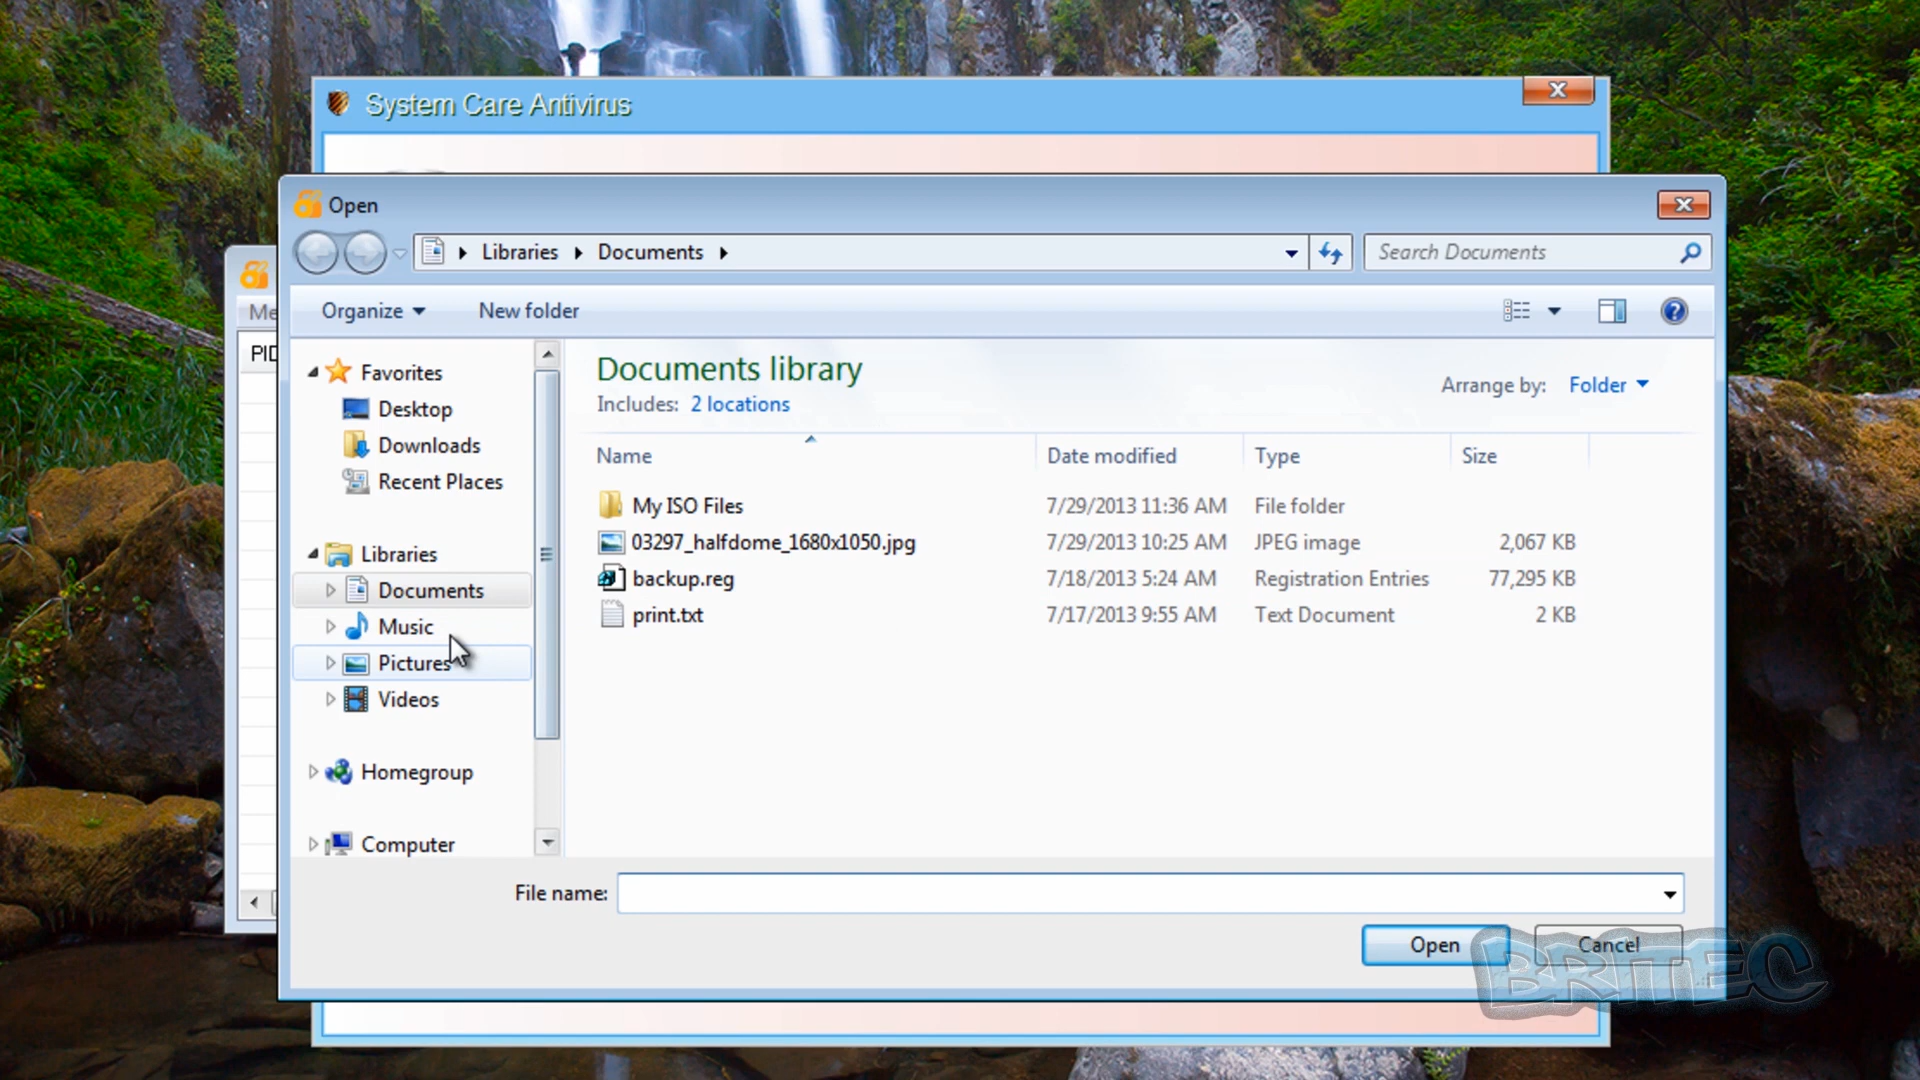 System Care Antivirus
Open
Libraries Documents
Search Documents
Me
Organize
New folder
PID
Favorites
Desktop
Downloads
Recent Places
Libraries
Documents
Music
Pictures
Videos
Homegroup
Computer
Documents library
Includes: 2 locations
Arrange by: Folder
Name Date modified Type Size
My ISO Files 7/29/2013 11:36 AM File folder
03297_halfdome_1680x1050.jpg 7/29/2013 10:25 AM JPEG image 2,067 KB
backup.reg 7/18/2013 5:24 AM Registration Entries 77,295 KB
print.txt 7/17/2013 9:55 AM Text Document 2 KB
File name:
Open Cancel
BRITEC